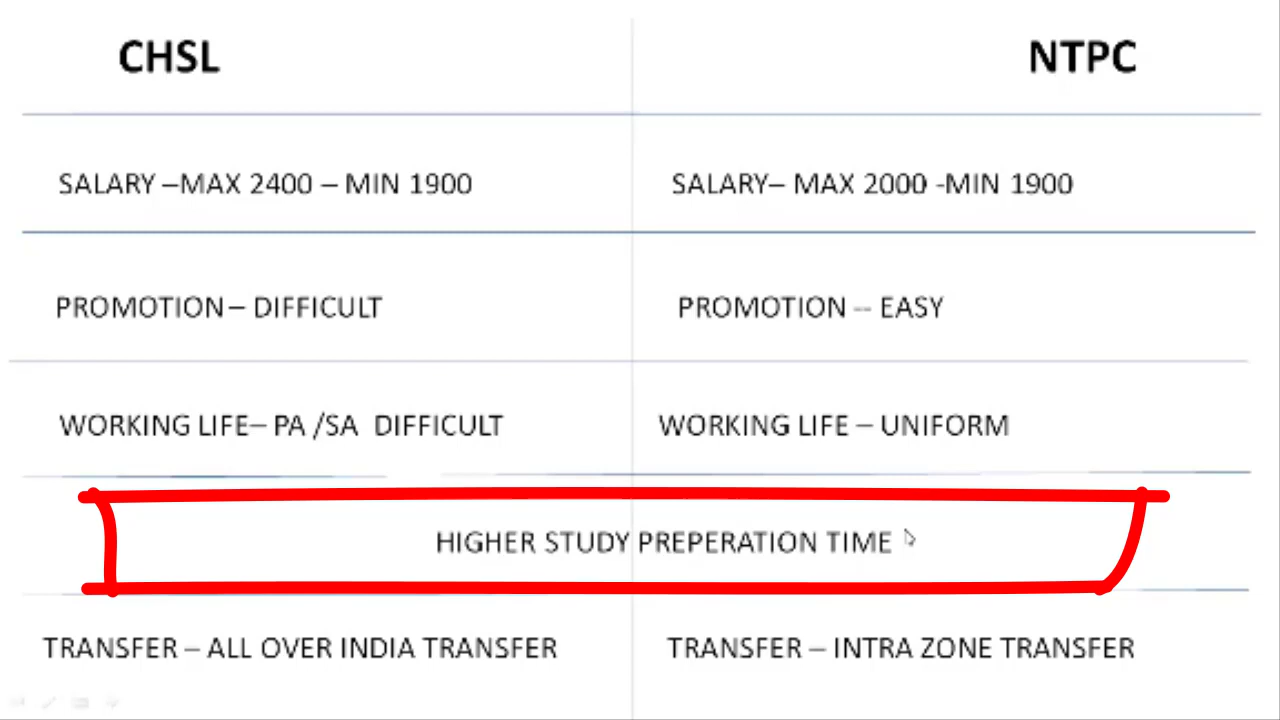 CHSL NTPC
SALARY –MAX 2400 – MIN 1900 SALARY– MAX 2000 -MIN 1900
PROMOTION – DIFFICULT PROMOTION -- EASY
WORKING LIFE– PA /SA DIFFICULT WORKING LIFE – UNIFORM
HIGHER STUDY PREPERATION TIME
TRANSFER – ALL OVER INDIA TRANSFER TRANSFER – INTRA ZONE TRANSFER